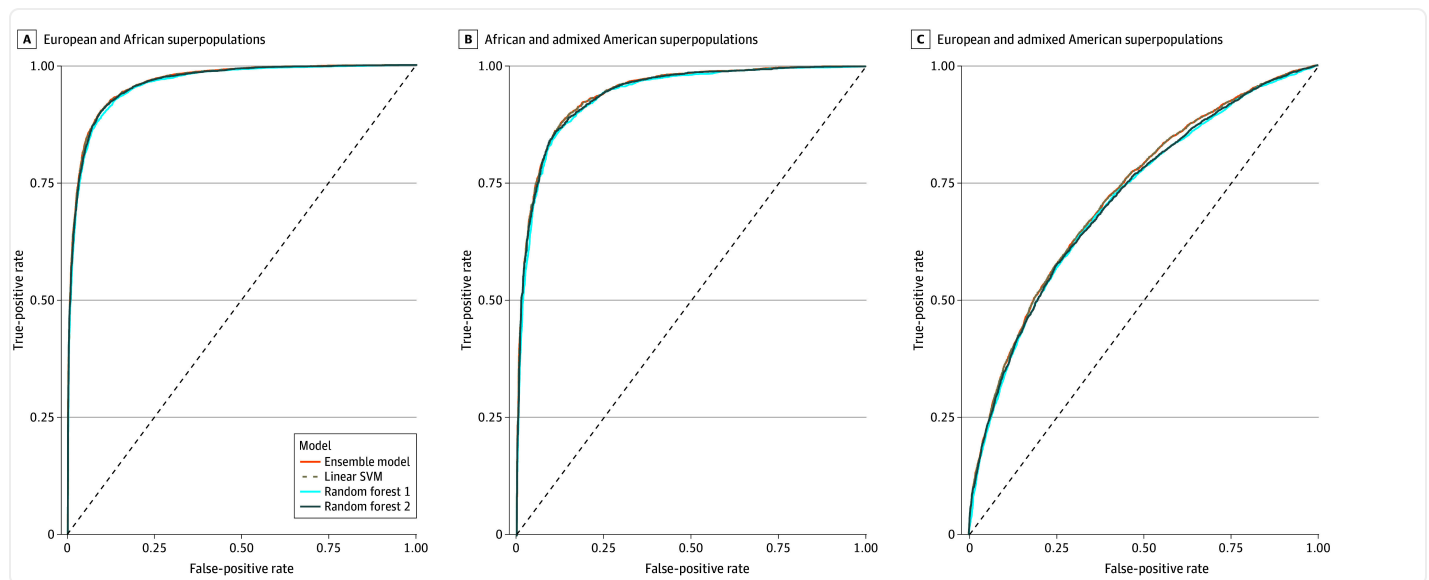 A European and African superpopulations
1.00
0.75
0.50
0.25
0
True-positive rate
0 0.25 0.50 0.75 1.00
False-positive rate
Model
Ensemble model
Linear SVM
Random forest 1
Random forest 2
B African and admixed American superpopulations
1.00
0.75
0.50
0.25
0
True-positive rate
0 0.25 0.50 0.75 1.00
False-positive rate
C European and admixed American superpopulations
1.00
0.75
0.50
0.25
0
True-positive rate
0 0.25 0.50 0.75 1.00
False-positive rate